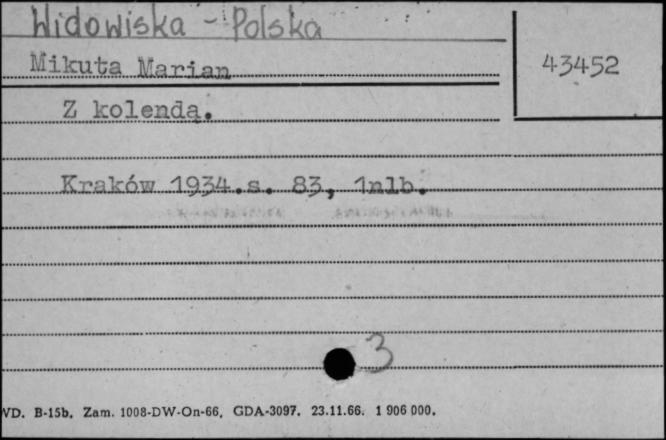 Widowiska - Polska
Mikuta Marian
43452
Z kolendą.
Kraków 1934.s. 83, 1nlb.
3
WD. B-15b. Zam. 1008-DW-On-66, GDA-3097. 23.11.66. 1 906 000.